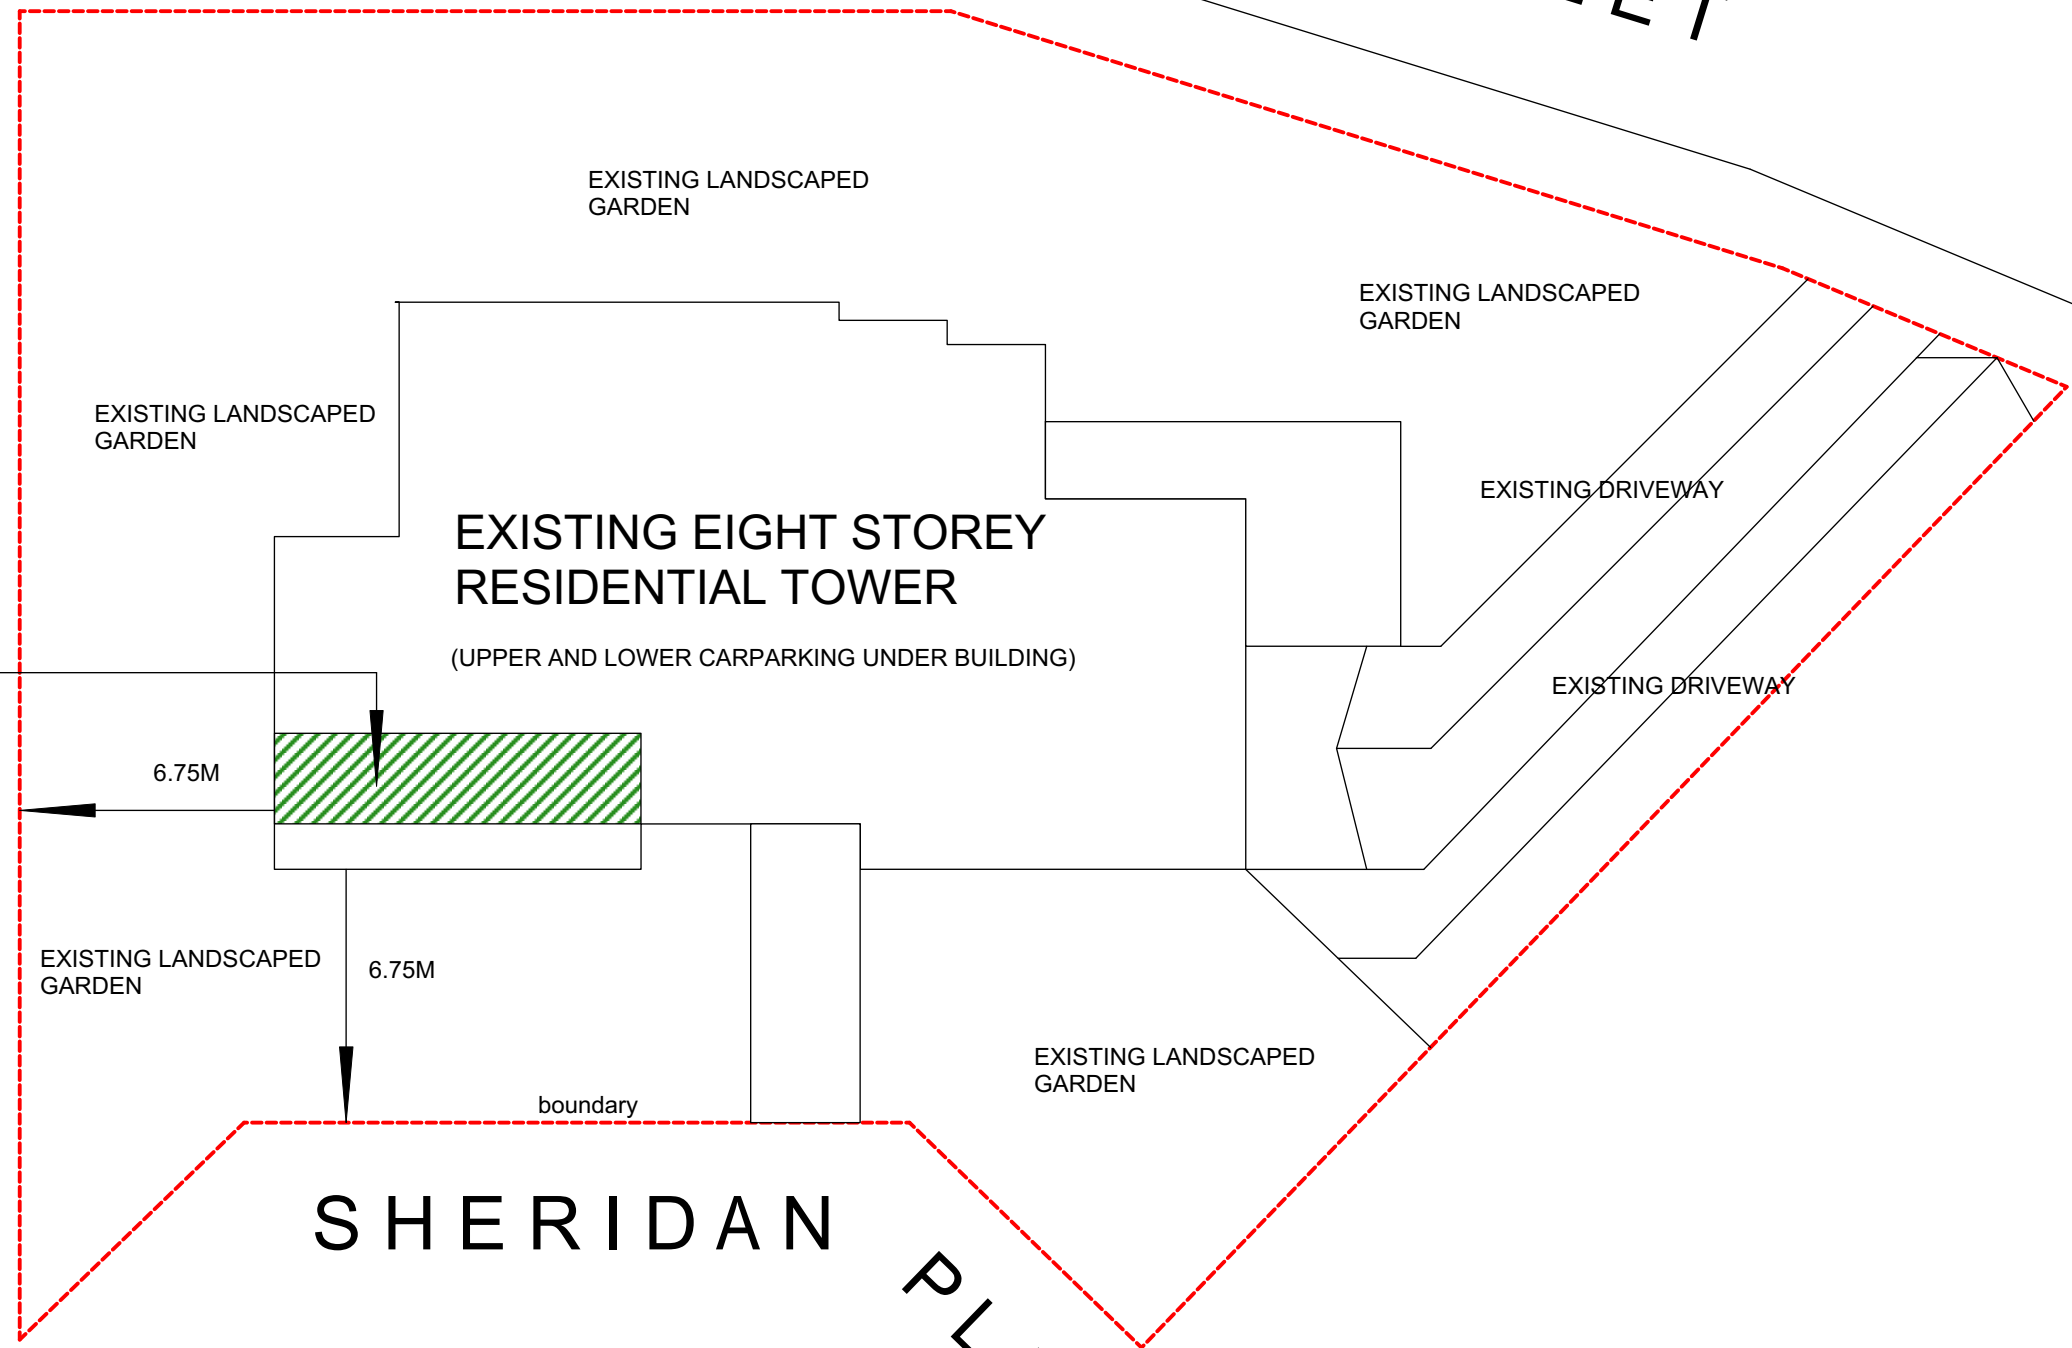 EXISTING LANDSCAPED
GARDEN
EXISTING LANDSCAPED
GARDEN
EXISTING LANDSCAPED
GARDEN
EXISTING DRIVEWAY
EXISTING EIGHT STOREY
RESIDENTIAL TOWER
(UPPER AND LOWER CARPARKING UNDER BUILDING)
EXISTING DRIVEWAY
6.75M
EXISTING LANDSCAPED
GARDEN
6.75M
EXISTING LANDSCAPED
GARDEN
boundary
SHERIDAN